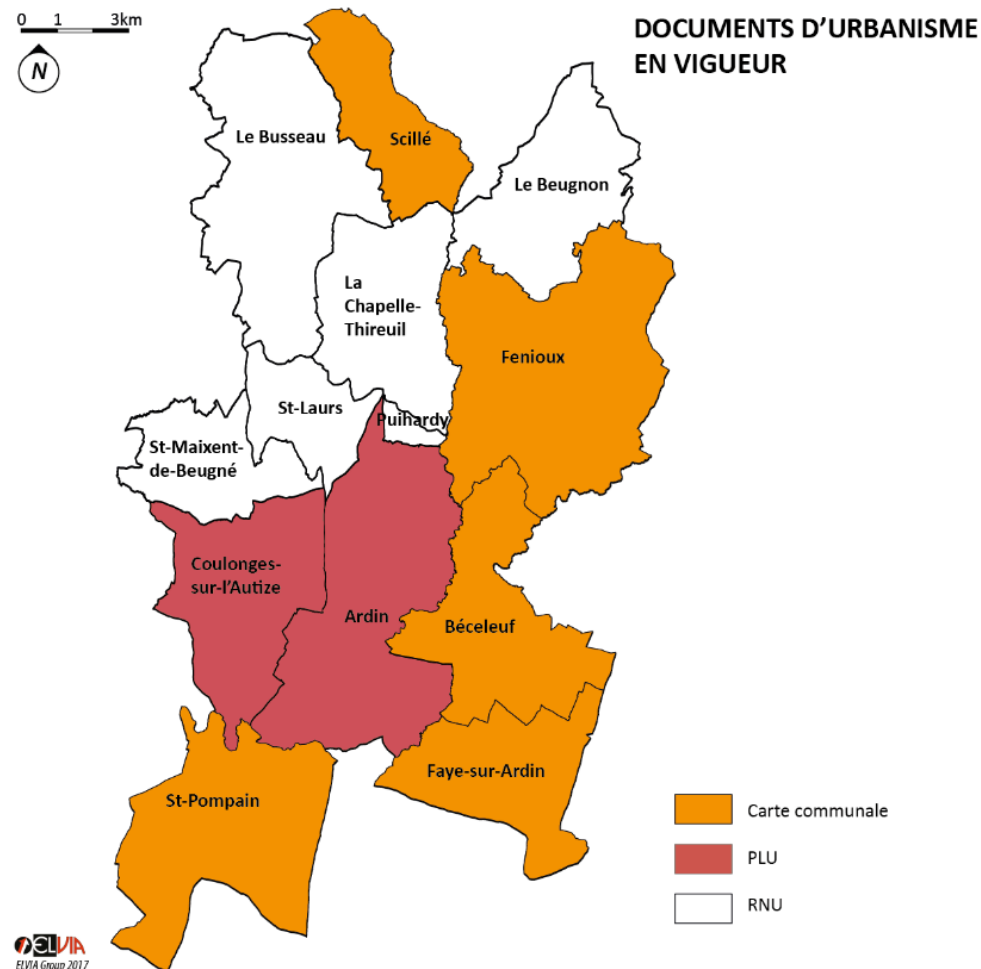 0 1 3km
N
DOCUMENTS D'URBANISME
EN VIGUEUR
Le Busseau
Scillé
Le Beugnon
La
Chapelle-
Thireuil
Fenioux
St-Laurs
Puihardy
St-Maixent-
de-Beugné
Coulonges-
sur-l'Autize
Ardin
Béceleuf
Faye-sur-Ardin
St-Pompain
Carte communale
PLU
RNU
ELVIA
ELVIA Group 2017